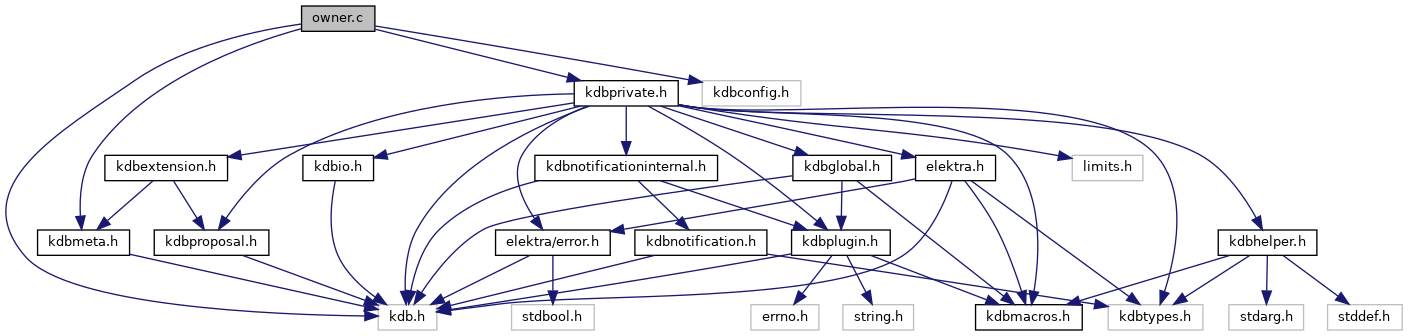 owner.c
kdbprivate.h
kdbconfig.h
kdbextension.h
kdbio.h
kdbnotificationinternal.h
kdbglobal.h
elektra.h
limits.h
kdbmeta.h
kdbproposal.h
elektra/error.h
kdbnotification.h
kdbplugin.h
kdbhelper.h
kdb.h
stdbool.h
errno.h
string.h
kdbmacros.h
kdbtypes.h
stdarg.h
stddef.h